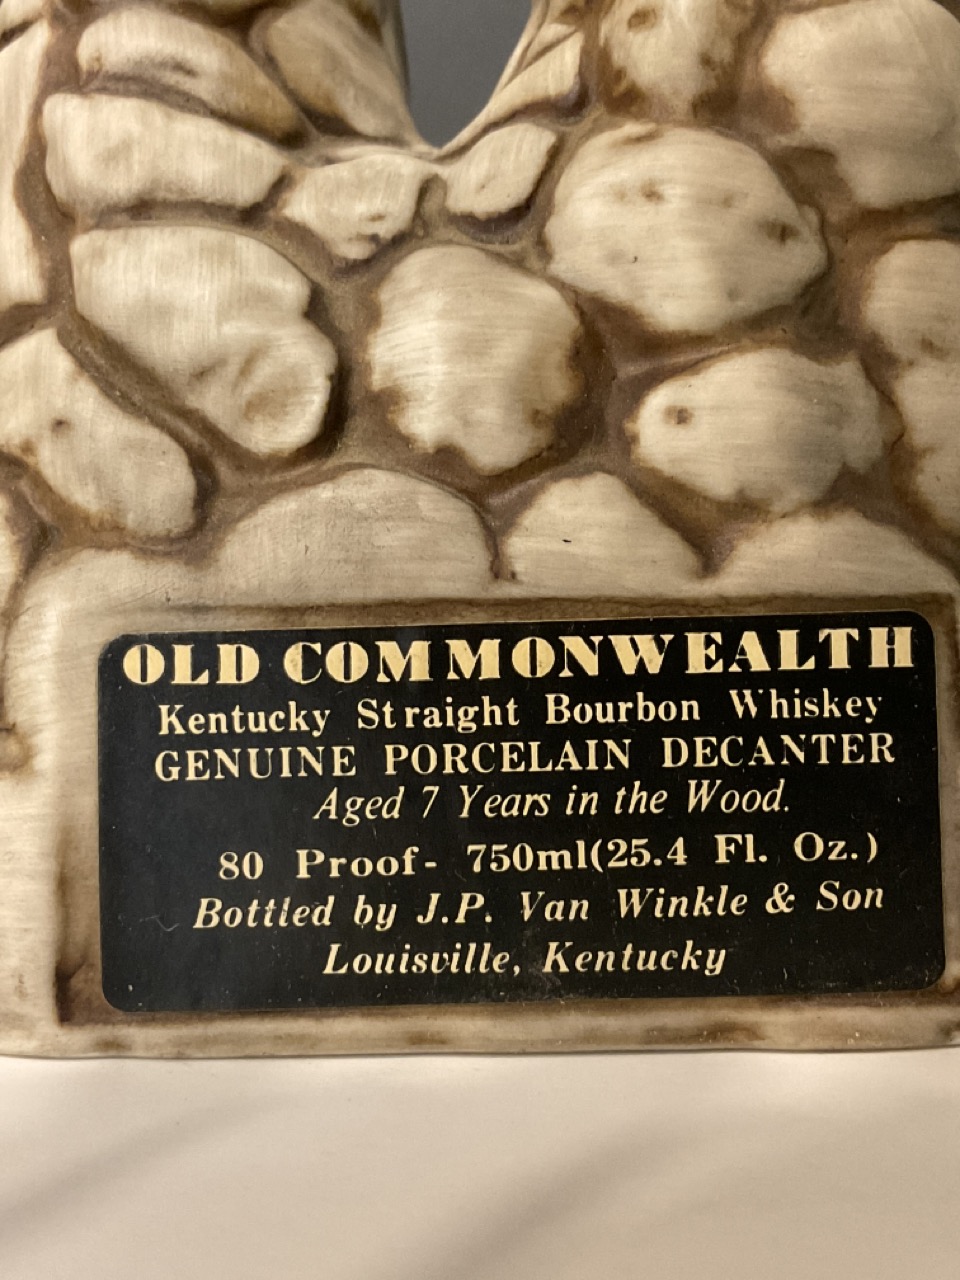 OLD COMMONWEALTH
Kentucky Straight Bourbon Whiskey
GENUINE PORCELAIN DECANTER
Aged 7 Years in the Wood.
80 Proof- 750ml(25.4 Fl. Oz.)
Bottled by J.P. Van Winkle & Son
Louisville, Kentucky